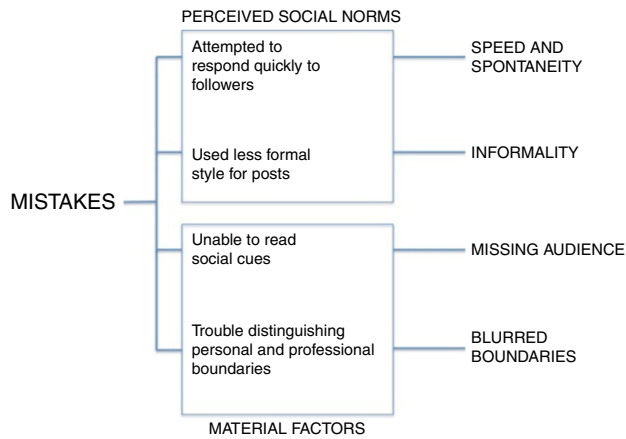 PERCEIVED SOCIAL NORMS
Attempted to
respond quickly to
followers
SPEED AND
SPONTANEITY
Used less formal
style for posts
INFORMALITY
MISTAKES
Unable to read
social cues
MISSING AUDIENCE
Trouble distinguishing
personal and professional
boundaries
BLURRED
BOUNDARIES
MATERIAL FACTORS